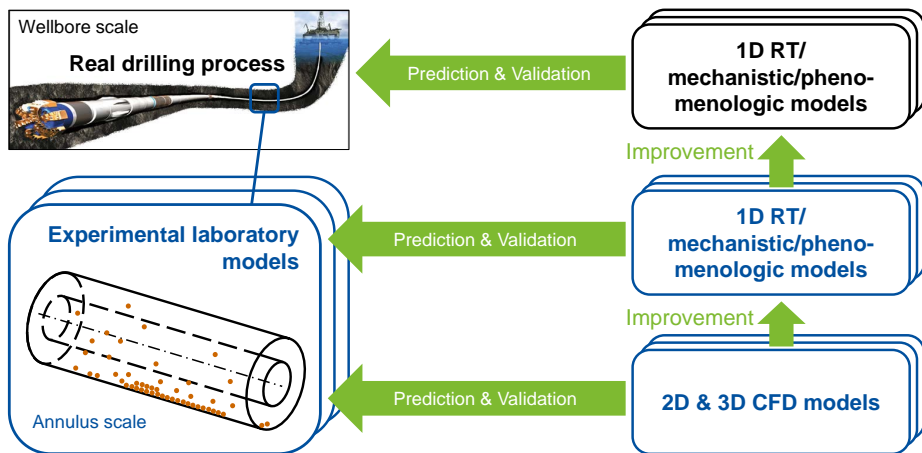 Wellbore scale
Real drilling process
Prediction & Validation
1D RT/
mechanistic/pheno-
menologic models
Improvement
Experimental laboratory
models
Prediction & Validation
1D RT/
mechanistic/pheno-
menologic models
Improvement
Annulus scale
Prediction & Validation
2D & 3D CFD models